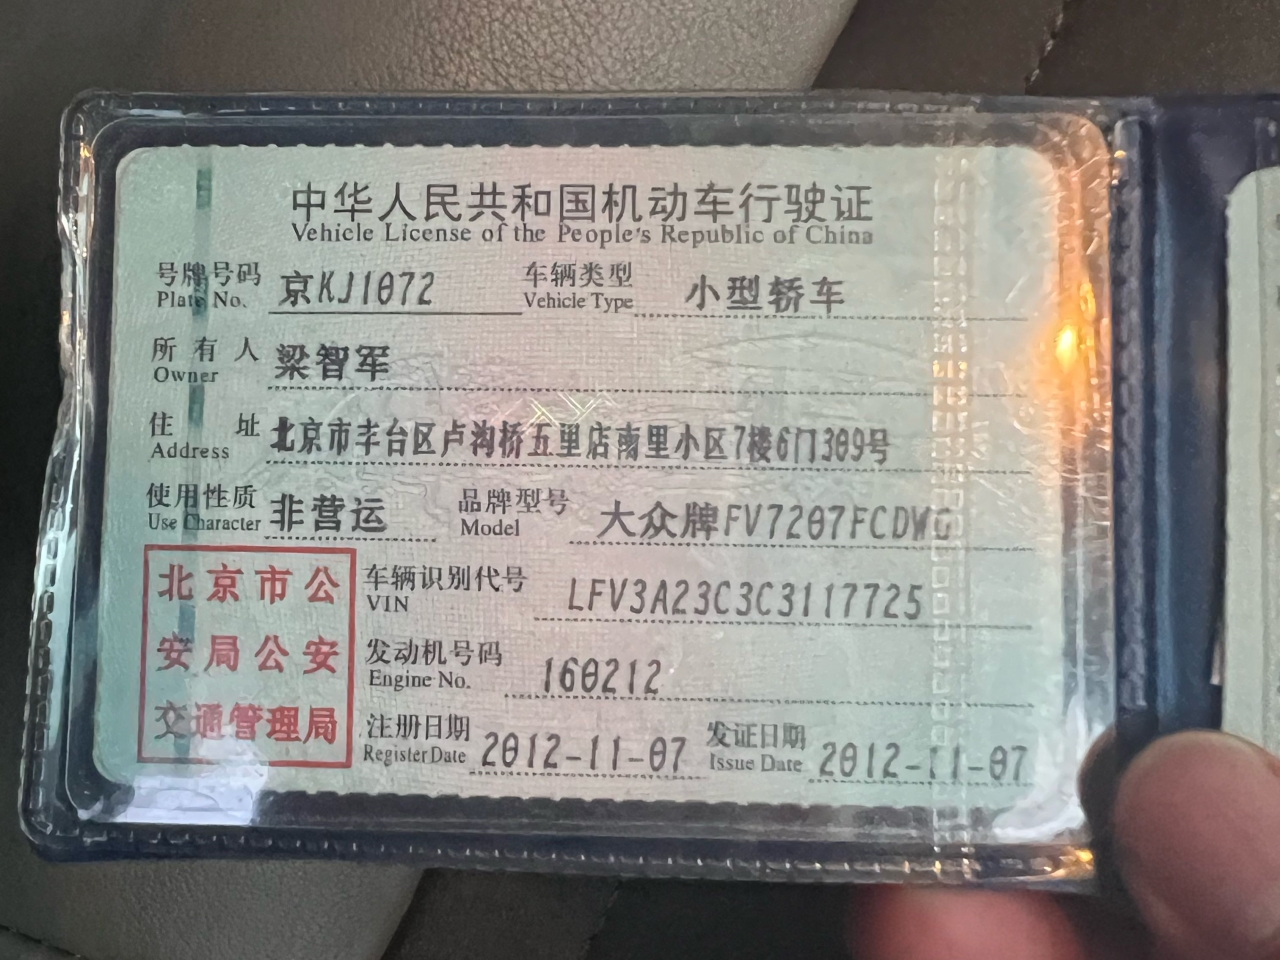 中华人民共和国机动车行驶证
Vehicle License of the People's Republic of China
号牌号码 京KJ1072 车辆类型 小型轿车
Plate No. Vehicle Type
所有人 梁智军
Owner
住址 北京市丰台区卢沟桥五里店南里小区7楼6门309号
Address
使用性质 非营运 品牌型号 大众牌FV7207FCDWG
Use Character Model
北京市公
安局公安
交通管理局
车辆识别代号 LFV3A23C3C3117725
VIN
发动机号码 160212
Engine No.
注册日期 2012-11-07 发证日期 2012-11-07
Register Date Issue Date